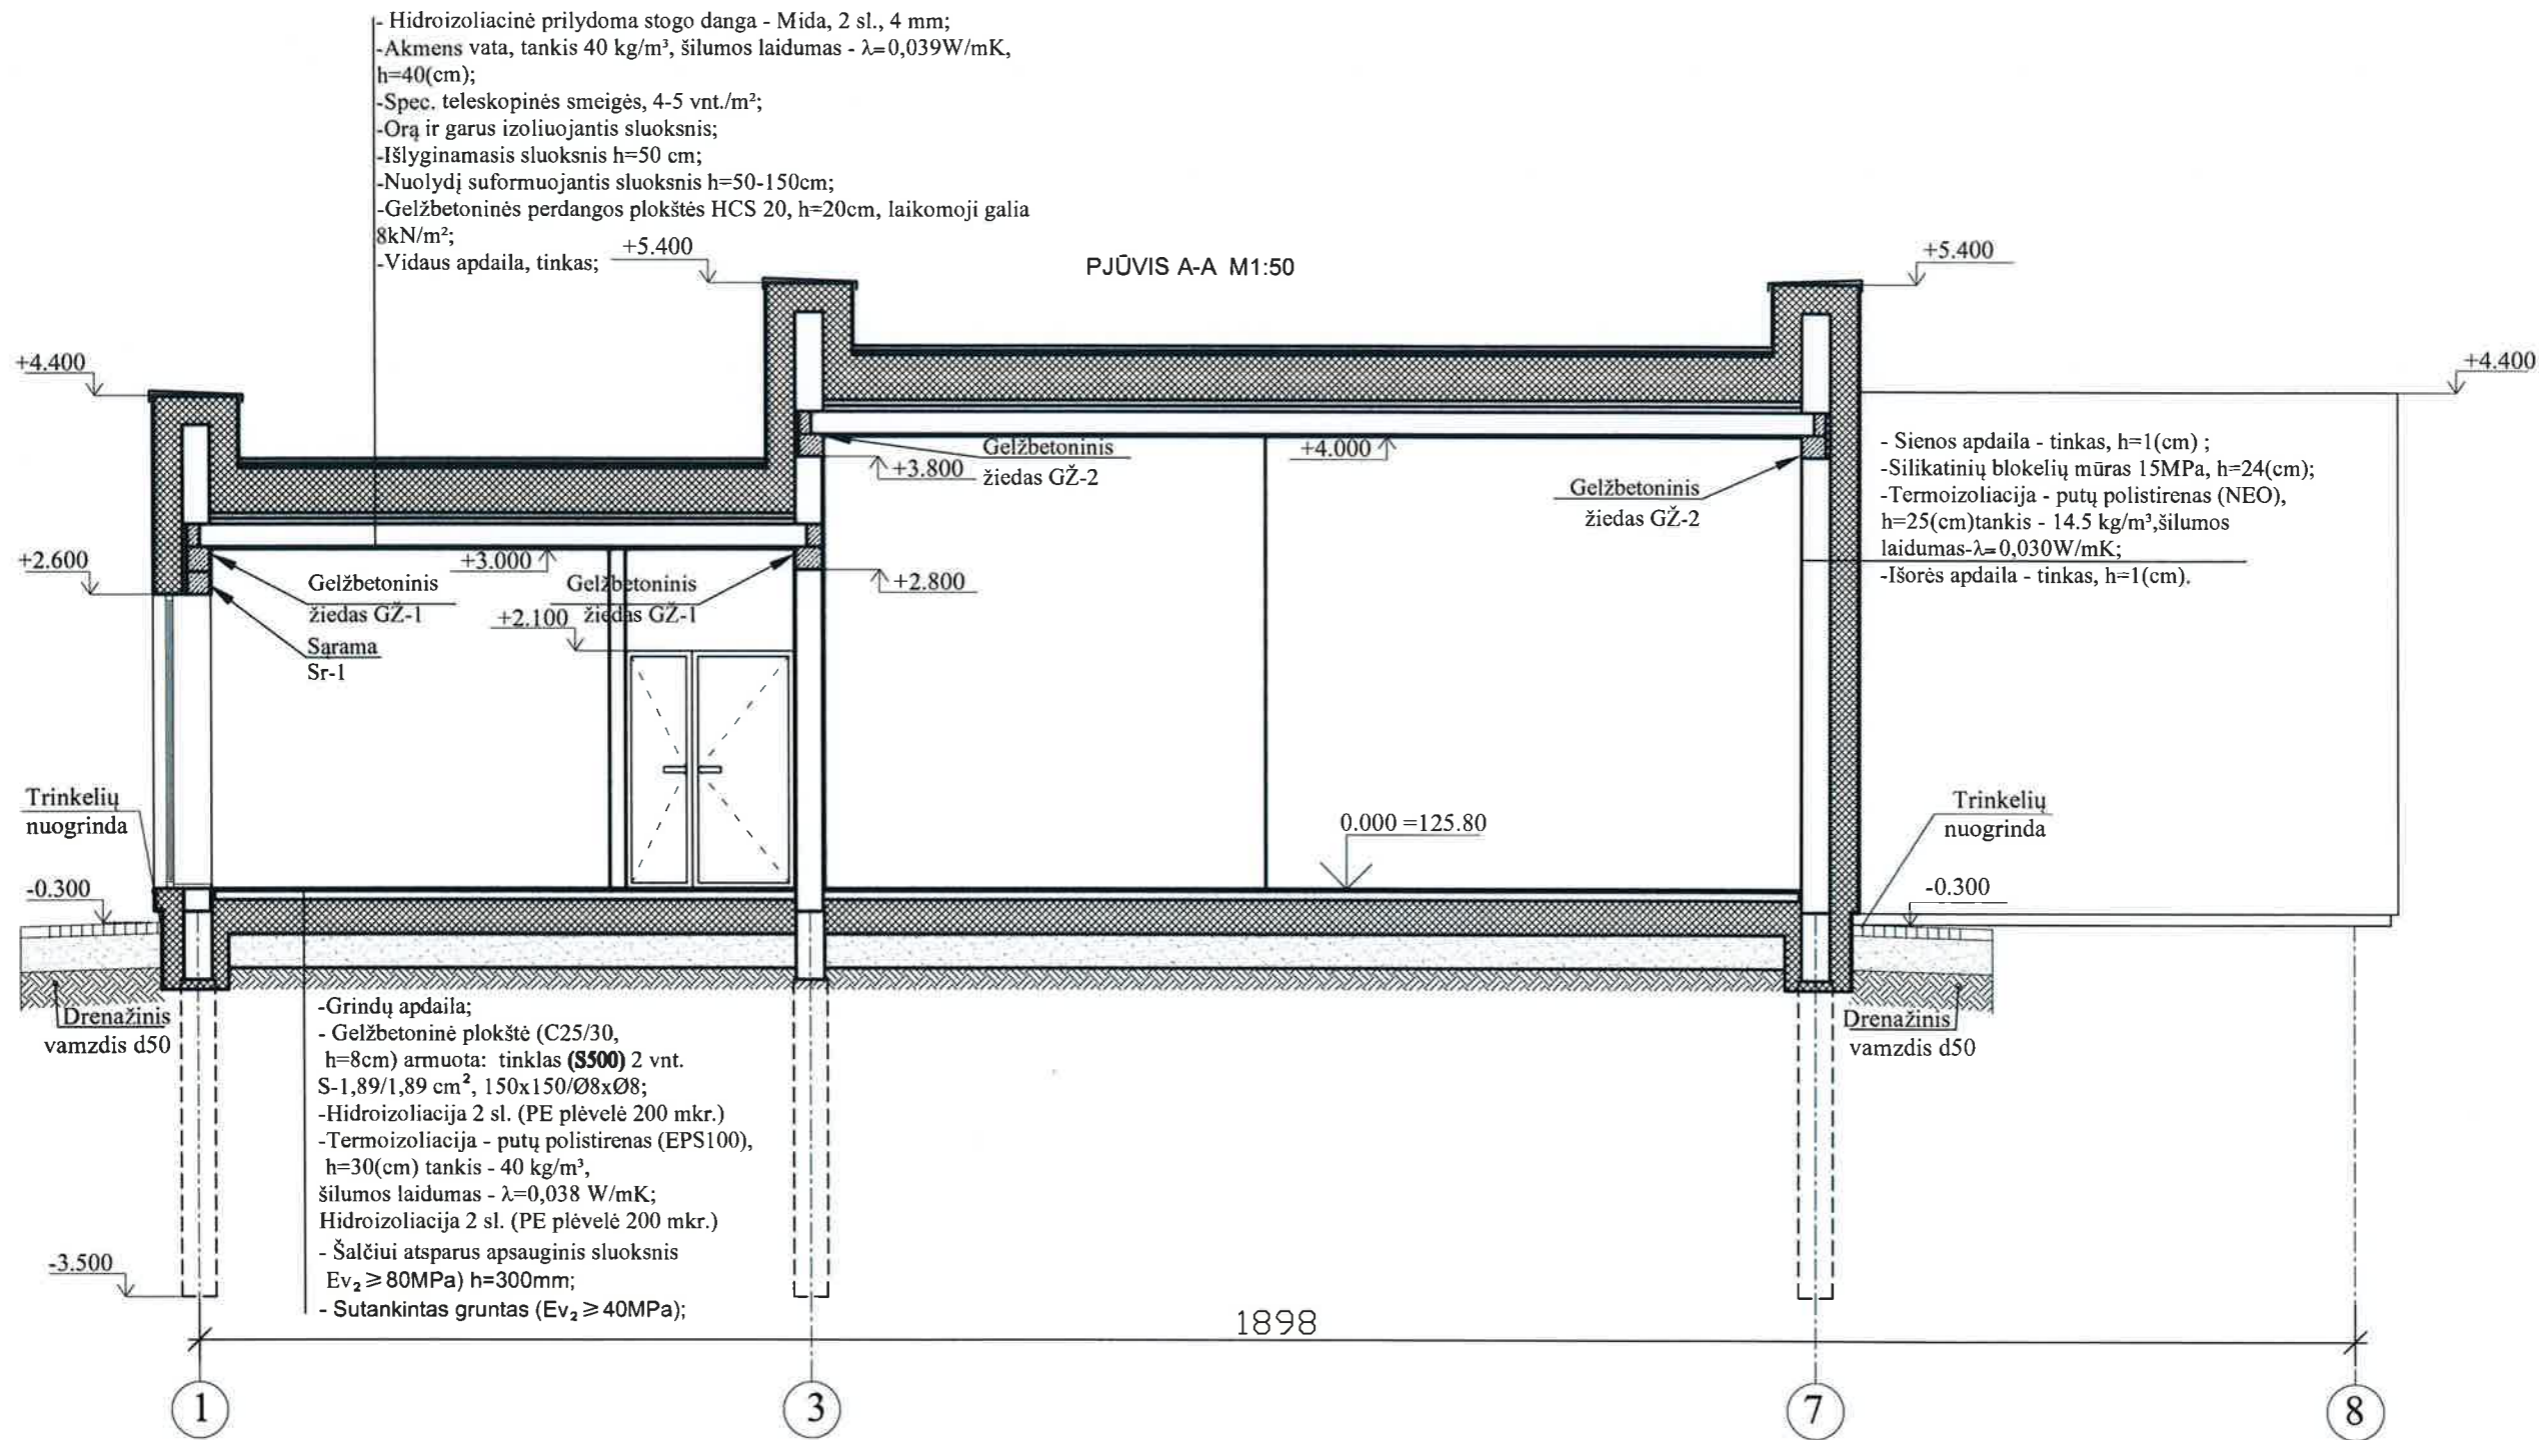 - Hidroizoliacinė prilydoma stogo danga - Mida, 2 sl., 4 mm;
-Akmens vata, tankis 40 kg/m³, šilumos laidumas - λ=0,039W/mK,
h=40(cm);
-Spec. teleskopinės smeigės, 4-5 vnt./m²;
-Orą ir garus izoliuojantis sluoksnis;
-Išlyginamasis sluoksnis h=50 cm;
-Nuolydį suformuojantis sluoksnis h=50-150cm;
-Gelžbetoninės perdangos plokštės HCS 20, h=20cm, laikomoji galia
8kN/m²;
-Vidaus apdaila, tinkas;
+5.400
PJŪVIS A-A M1:50
+5.400
+4.400
+4.400
+4.000
Gelžbetoninis
žiedas GŽ-2
+3.800
Gelžbetoninis
žiedas GŽ-2
- Sienos apdaila - tinkas, h=1(cm) ;
-Silikatinių blokelių mūras 15MPa, h=24(cm);
-Termoizoliacija - putų polistirenas (NEO),
h=25(cm)tankis - 14.5 kg/m³,šilumos
laidumas-λ=0,030W/mK;
-Išorės apdaila - tinkas, h=1(cm).
+2.600
+3.000
Gelžbetoninis
žiedas GŽ-1
Gelžbetoninis
žiedas GŽ-1
+2.800
+2.100
Sąrama
Sr-1
Trinkelių
nuogrinda
0.000 =125.80
Trinkelių
nuogrinda
-0.300
-0.300
Drenažinis
vamzdis d50
Drenažinis
vamzdis d50
-Grindų apdaila;
- Gelžbetoninė plokštė (C25/30,
h=8cm) armuota: tinklas (S500) 2 vnt.
S-1,89/1,89 cm², 150x150/Ø8xØ8;
-Hidroizoliacija 2 sl. (PE plėvelė 200 mkr.)
-Termoizoliacija - putų polistirenas (EPS100),
h=30(cm) tankis - 40 kg/m³,
šilumos laidumas - λ=0,038 W/mK;
Hidroizoliacija 2 sl. (PE plėvelė 200 mkr.)
- Šalčiui atsparus apsauginis sluoksnis
Ev₂ ≥ 80MPa) h=300mm;
- Sutankintas gruntas (Ev₂ ≥ 40MPa);
-3.500
1898
1
3
7
8